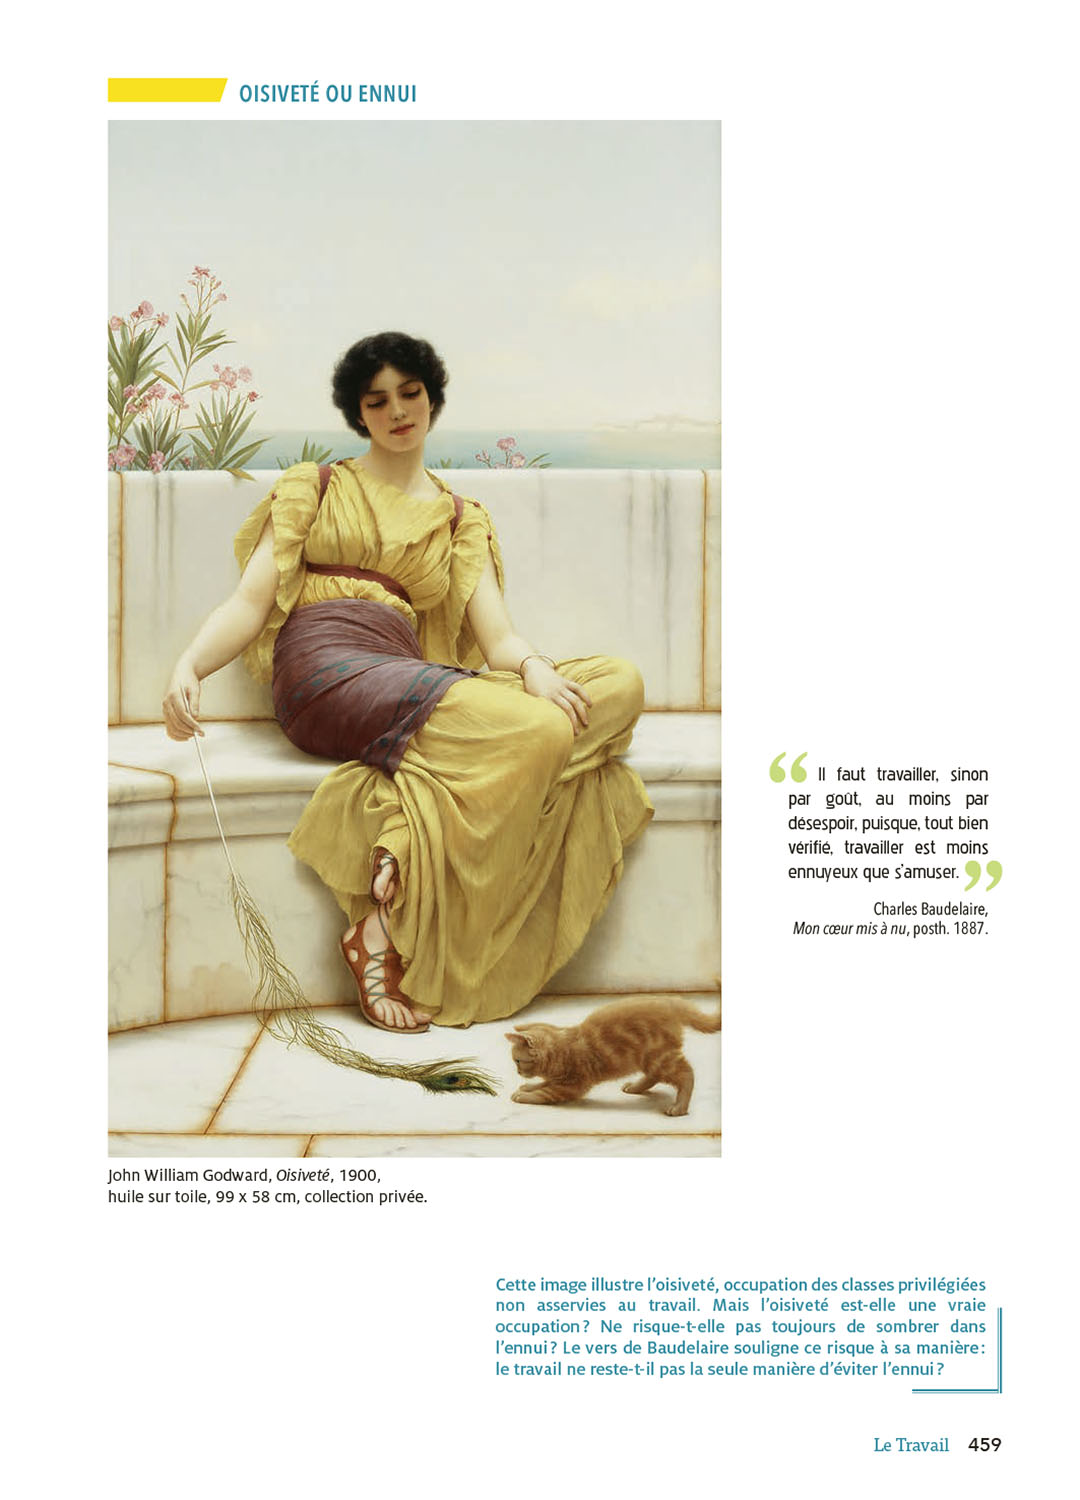 OISIVETÉ OU ENNUI
“ Il faut travailler, sinon
par goût, au moins par
désespoir, puisque, tout bien
vérifié, travailler est moins
ennuyeux que s’amuser. ”
Charles Baudelaire,
Mon cœur mis à nu, posth. 1887.
John William Godward, Oisiveté, 1900,
huile sur toile, 99 x 58 cm, collection privée.
Cette image illustre l’oisiveté, occupation des classes privilégiées
non asservies au travail. Mais l’oisiveté est-elle une vraie
occupation ? Ne risque-t-elle pas toujours de sombrer dans
l’ennui ? Le vers de Baudelaire souligne ce risque à sa manière :
le travail ne reste-t-il pas la seule manière d’éviter l’ennui ?
Le Travail 459